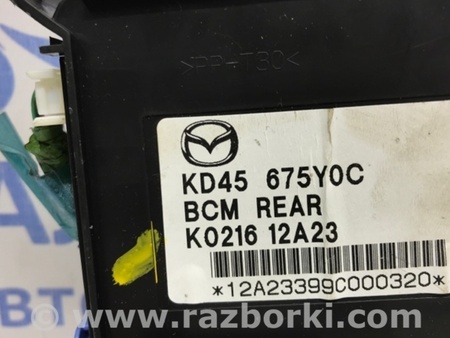 >PP-T30<
KD45 675Y0C
BCM REAR
K0216 12A23
*12A23399C000320*
www.razborki.com